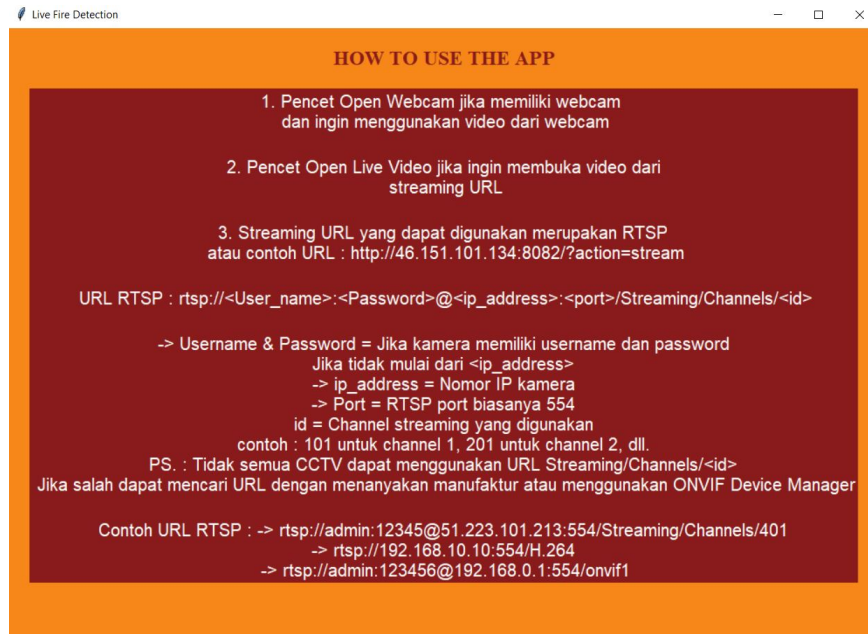 Live Fire Detection
HOW TO USE THE APP
1. Pencet Open Webcam jika memiliki webcam
dan ingin menggunakan video dari webcam
2. Pencet Open Live Video jika ingin membuka video dari
streaming URL
3. Streaming URL yang dapat digunakan merupakan RTSP
atau contoh URL : http://46.151.101.134:8082/?action=stream
URL RTSP : rtsp://<User_name>:<Password>@<ip_address>:<port>/Streaming/Channels/<id>
-> Username & Password = Jika kamera memiliki username dan password
Jika tidak mulai dari <ip_address>
-> ip_address = Nomor IP kamera
-> Port = RTSP port biasanya 554
id = Channel streaming yang digunakan
contoh : 101 untuk channel 1, 201 untuk channel 2, dll.
PS. : Tidak semua CCTV dapat menggunakan URL Streaming/Channels/<id>
Jika salah dapat mencari URL dengan menanyakan manufaktur atau menggunakan ONVIF Device Manager
Contoh URL RTSP : -> rtsp://admin:12345@51.223.101.213:554/Streaming/Channels/401
-> rtsp://192.168.10.10:554/H.264
-> rtsp://admin:123456@192.168.0.1:554/onvif1